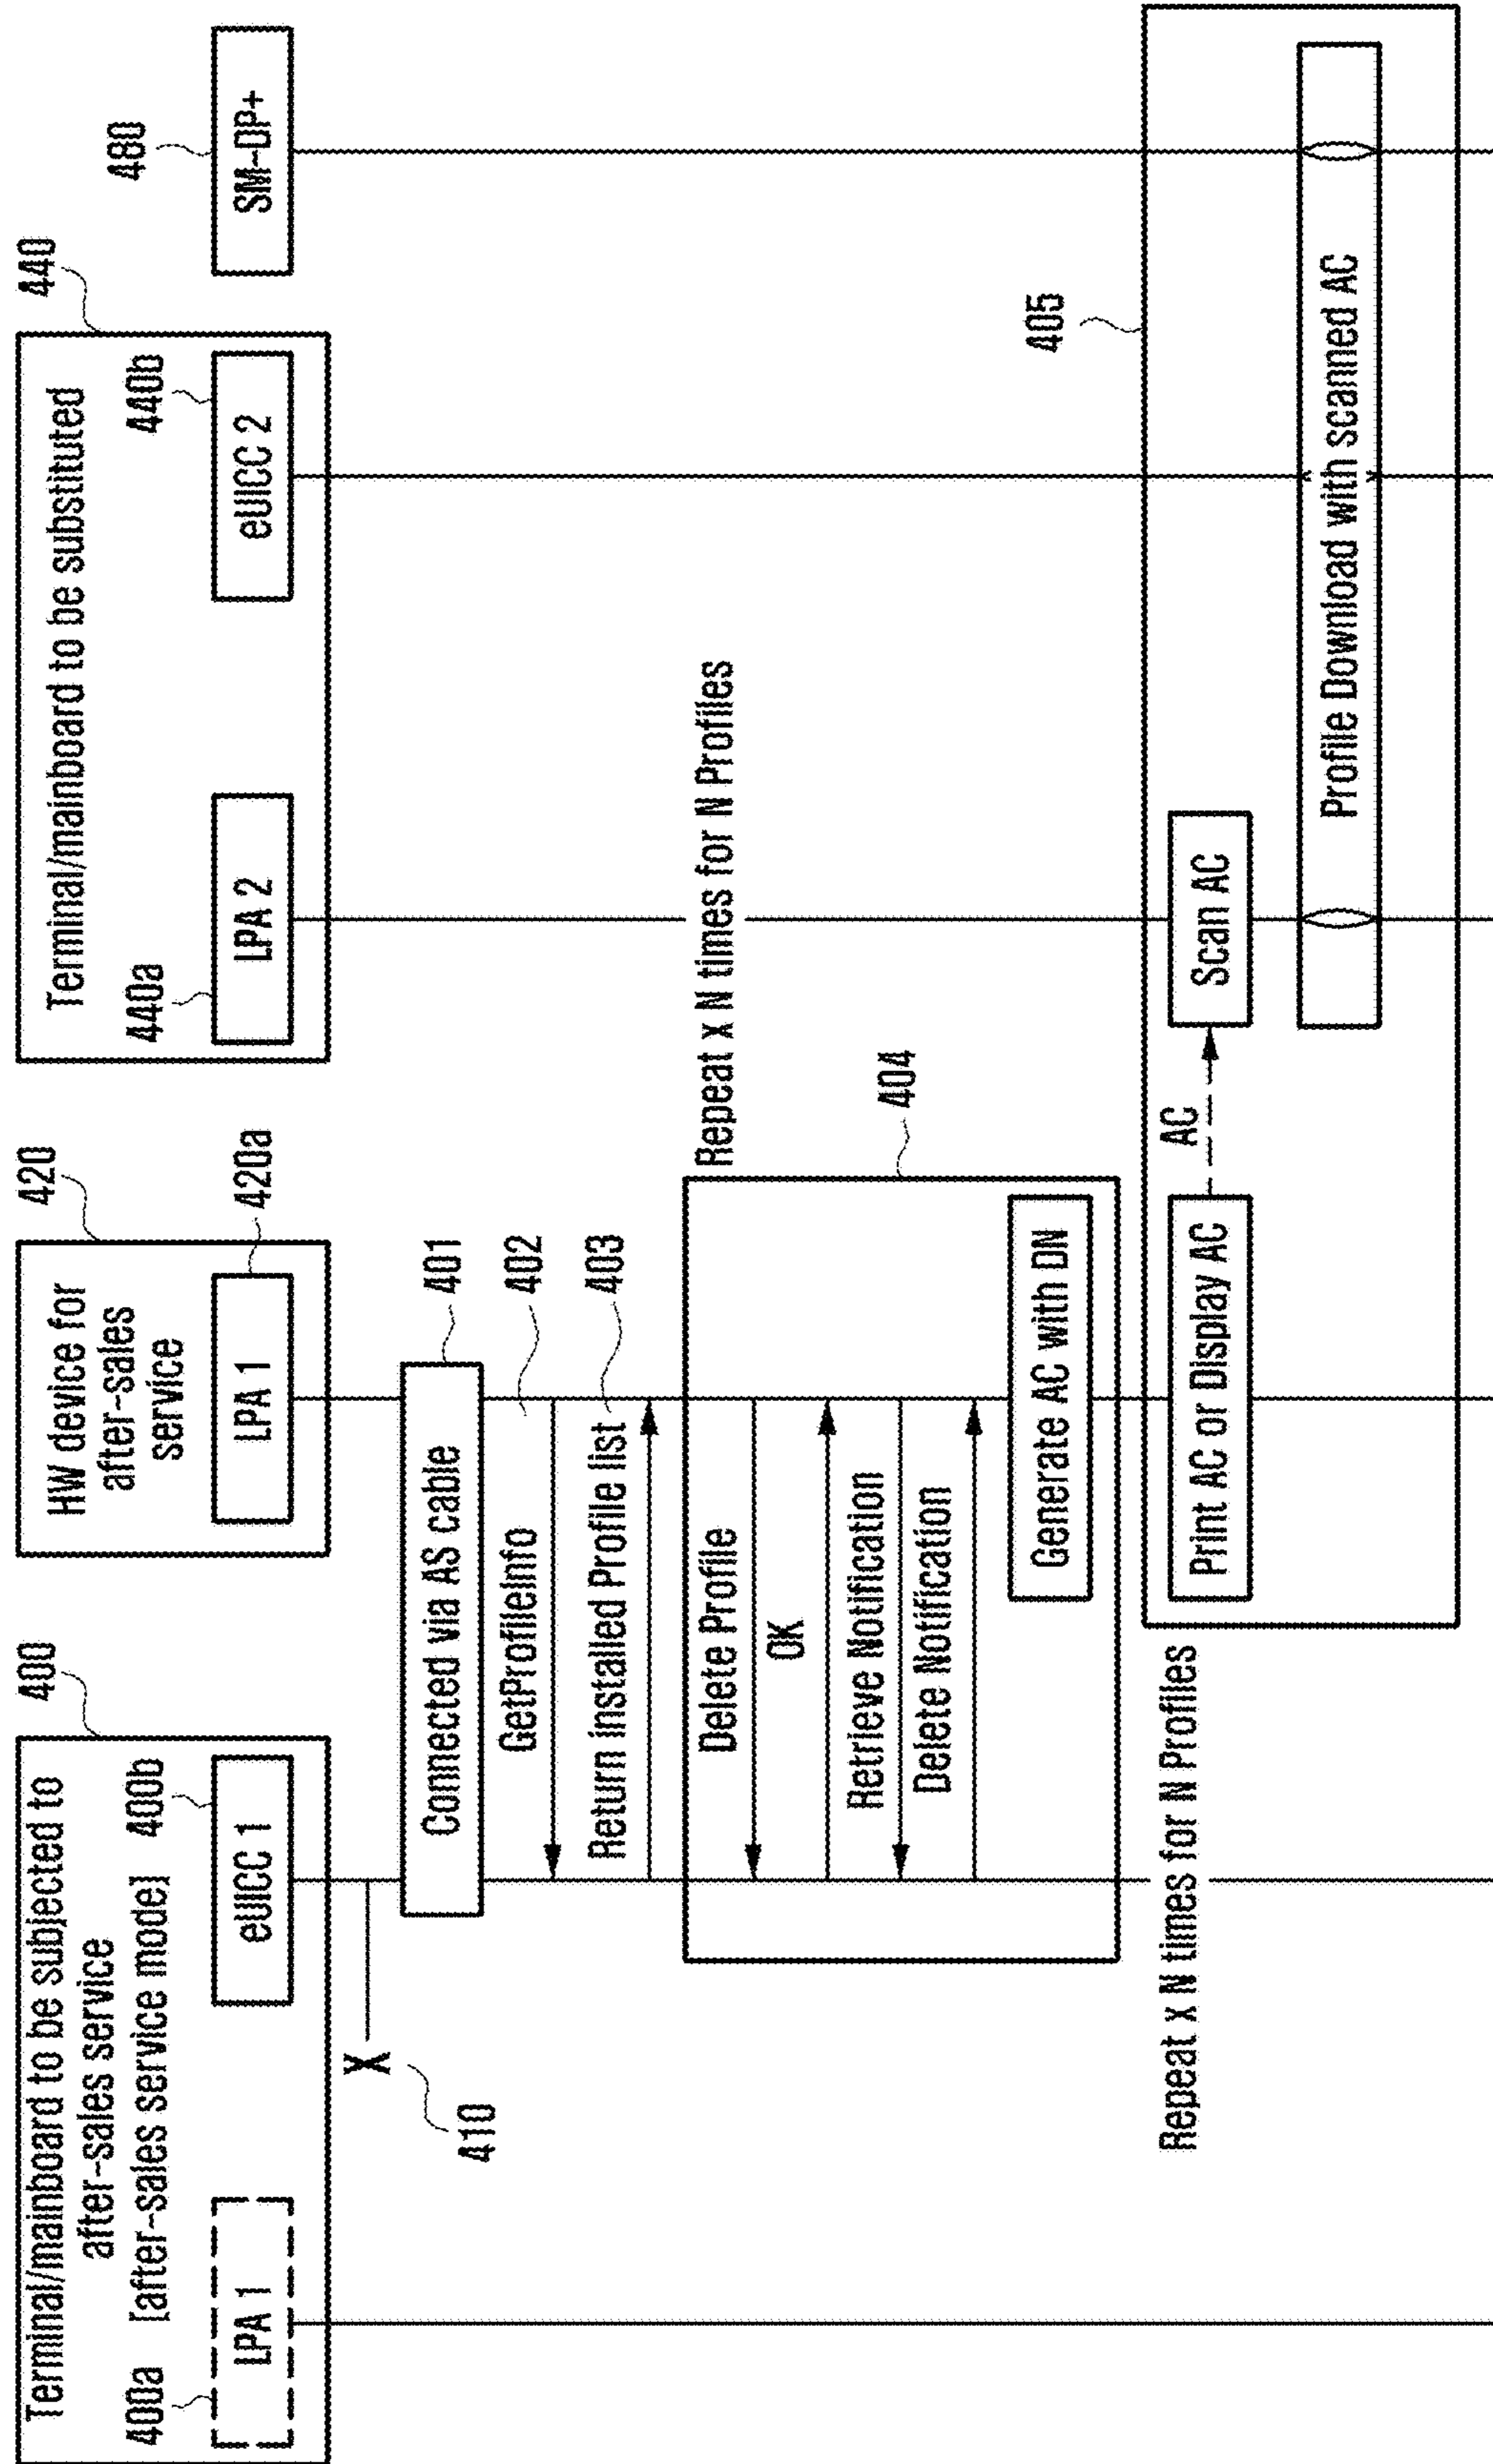 400
420
440
480
Terminal/mainboard to be subjected to
after-sales service
400a
[after-sales service mode]
400b
LPA 1
eUICC 1
HW device for
after-sales
service
420a
LPA 1
Terminal/mainboard to be substituted
440a
440b
LPA 2
eUICC 2
SM-DP+
X
410
Connected via AS cable
401
GetProfileInfo
402
Return installed Profile list
403
Repeat x N times for N Profiles
404
Delete Profile
OK
Retrieve Notification
Delete Notification
Generate AC with DN
405
Repeat x N times for N Profiles
Print AC or Display AC
AC
Scan AC
Profile Download with scanned AC